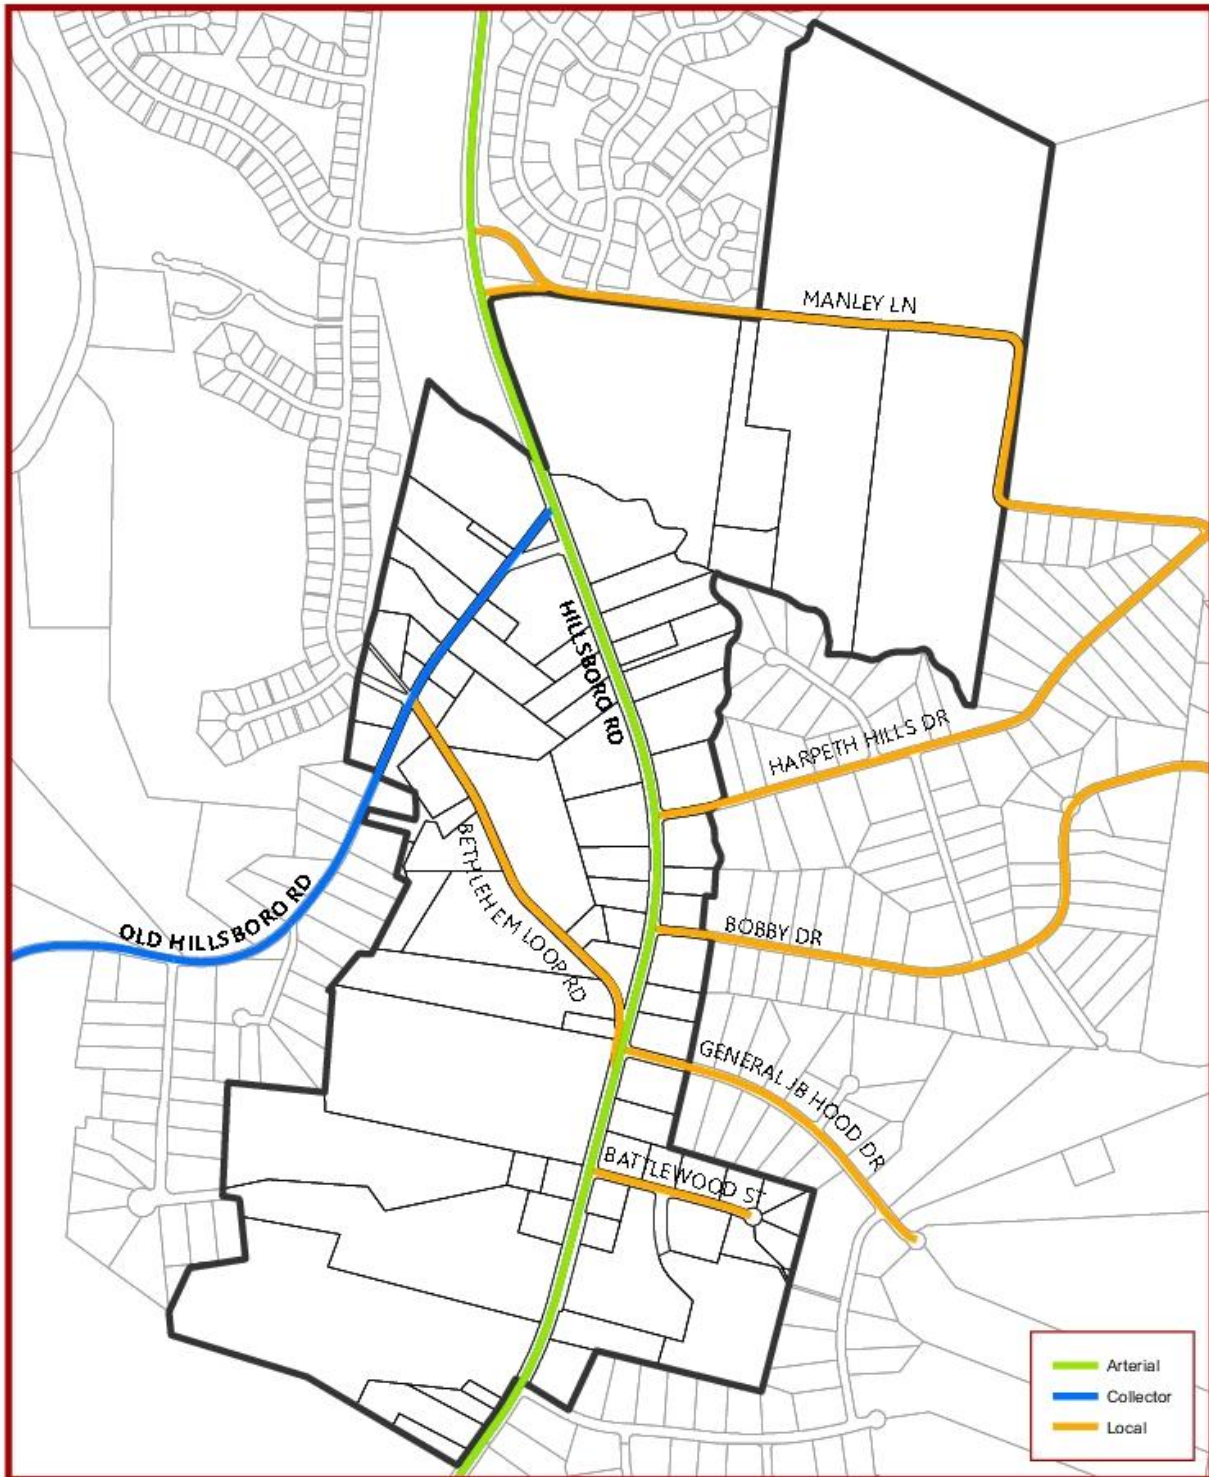 MANLEY LN
HILLSBORO RD
HARPETH HILLS DR
BETHLEHEM LOOP RD
OLD HILLSBORO RD
BOBBY DR
GENERAL JB HOOD DR
BATTLEWOOD ST
Arterial
Collector
Local